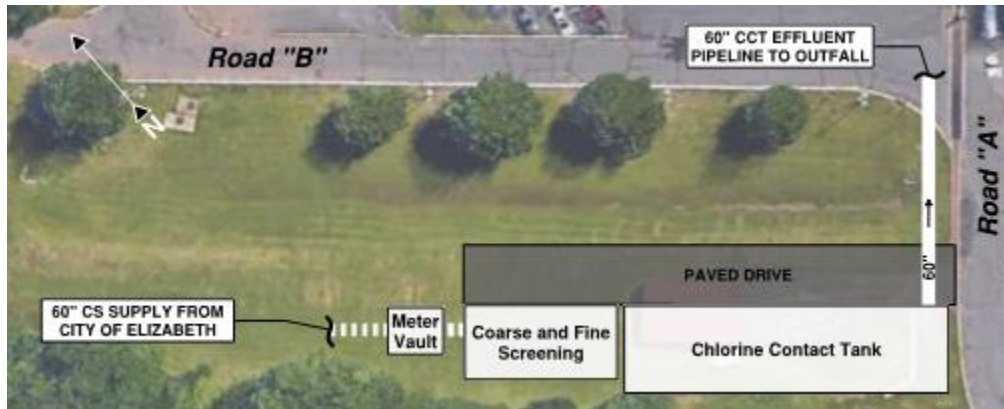 60" CCT EFFLUENT
PIPELINE TO OUTFALL
Road "B"
N
Road "A"
60"
PAVED DRIVE
60" CS SUPPLY FROM
CITY OF ELIZABETH
Meter
Vault
Coarse and Fine
Screening
Chlorine Contact Tank